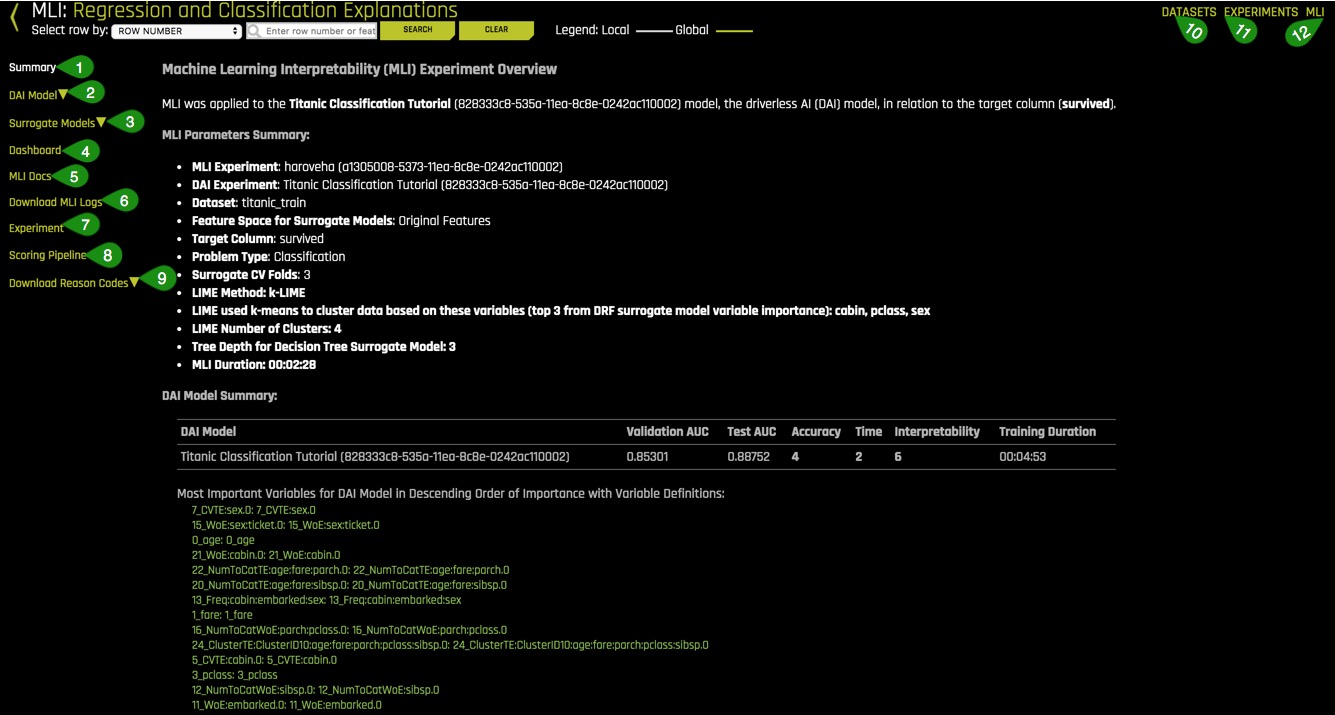 MLI: Regression and Classification Explanations
DATASETS EXPERIMENTS MLI
Select row by: ROW NUMBER Enter row number or feat SEARCH CLEAR Legend: Local Global
10 11 12
Summary 1
DAI Model 2
Surrogate Models 3
Dashboard 4
MLI Docs 5
Download MLI Logs 6
Experiment 7
Scoring Pipeline 8
Download Reason Codes 9
Machine Learning Interpretability (MLI) Experiment Overview
MLI was applied to the Titanic Classification Tutorial (828333c8-535a-11ea-8c8e-0242ac110002) model, the driverless AI (DAI) model, in relation to the target column (survived).
MLI Parameters Summary:
• MLI Experiment: haroveha (a1305008-5373-11ea-8c8e-0242ac110002)
• DAI Experiment: Titanic Classification Tutorial (828333c8-535a-11ea-8c8e-0242ac110002)
• Dataset: titanic_train
• Feature Space for Surrogate Models: Original Features
• Target Column: survived
• Problem Type: Classification
• Surrogate CV Folds: 3
• LIME Method: k-LIME
• LIME used k-means to cluster data based on these variables (top 3 from DRF surrogate model variable importance): cabin, pclass, sex
• LIME Number of Clusters: 4
• Tree Depth for Decision Tree Surrogate Model: 3
• MLI Duration: 00:02:28
DAI Model Summary:
DAI Model Validation AUC Test AUC Accuracy Time Interpretability Training Duration
Titanic Classification Tutorial (828333c8-535a-11ea-8c8e-0242ac110002) 0.85301 0.88752 4 2 6 00:04:53
Most Important Variables for DAI Model in Descending Order of Importance with Variable Definitions:
7_CVTE:sex.0: 7_CVTE:sex.0
15_WoE:sex:ticket.0: 15_WoE:sex:ticket.0
0_age: 0_age
21_WoE:cabin.0: 21_WoE:cabin.0
22_NumToCatTE:age:fare:parch.0: 22_NumToCatTE:age:fare:parch.0
20_NumToCatTE:age:fare:sibsp.0: 20_NumToCatTE:age:fare:sibsp.0
13_Freq:cabin:embarked:sex: 13_Freq:cabin:embarked:sex
1_fare: 1_fare
16_NumToCatWoE:parch:pclass.0: 16_NumToCatWoE:parch:pclass.0
24_ClusterTE:ClusterID10:age:fare:parch:pclass:sibsp.0: 24_ClusterTE:ClusterID10:age:fare:parch:pclass:sibsp.0
5_CVTE:cabin.0: 5_CVTE:cabin.0
3_pclass: 3_pclass
12_NumToCatWoE:sibsp.0: 12_NumToCatWoE:sibsp.0
11_WoE:embarked.0: 11_WoE:embarked.0